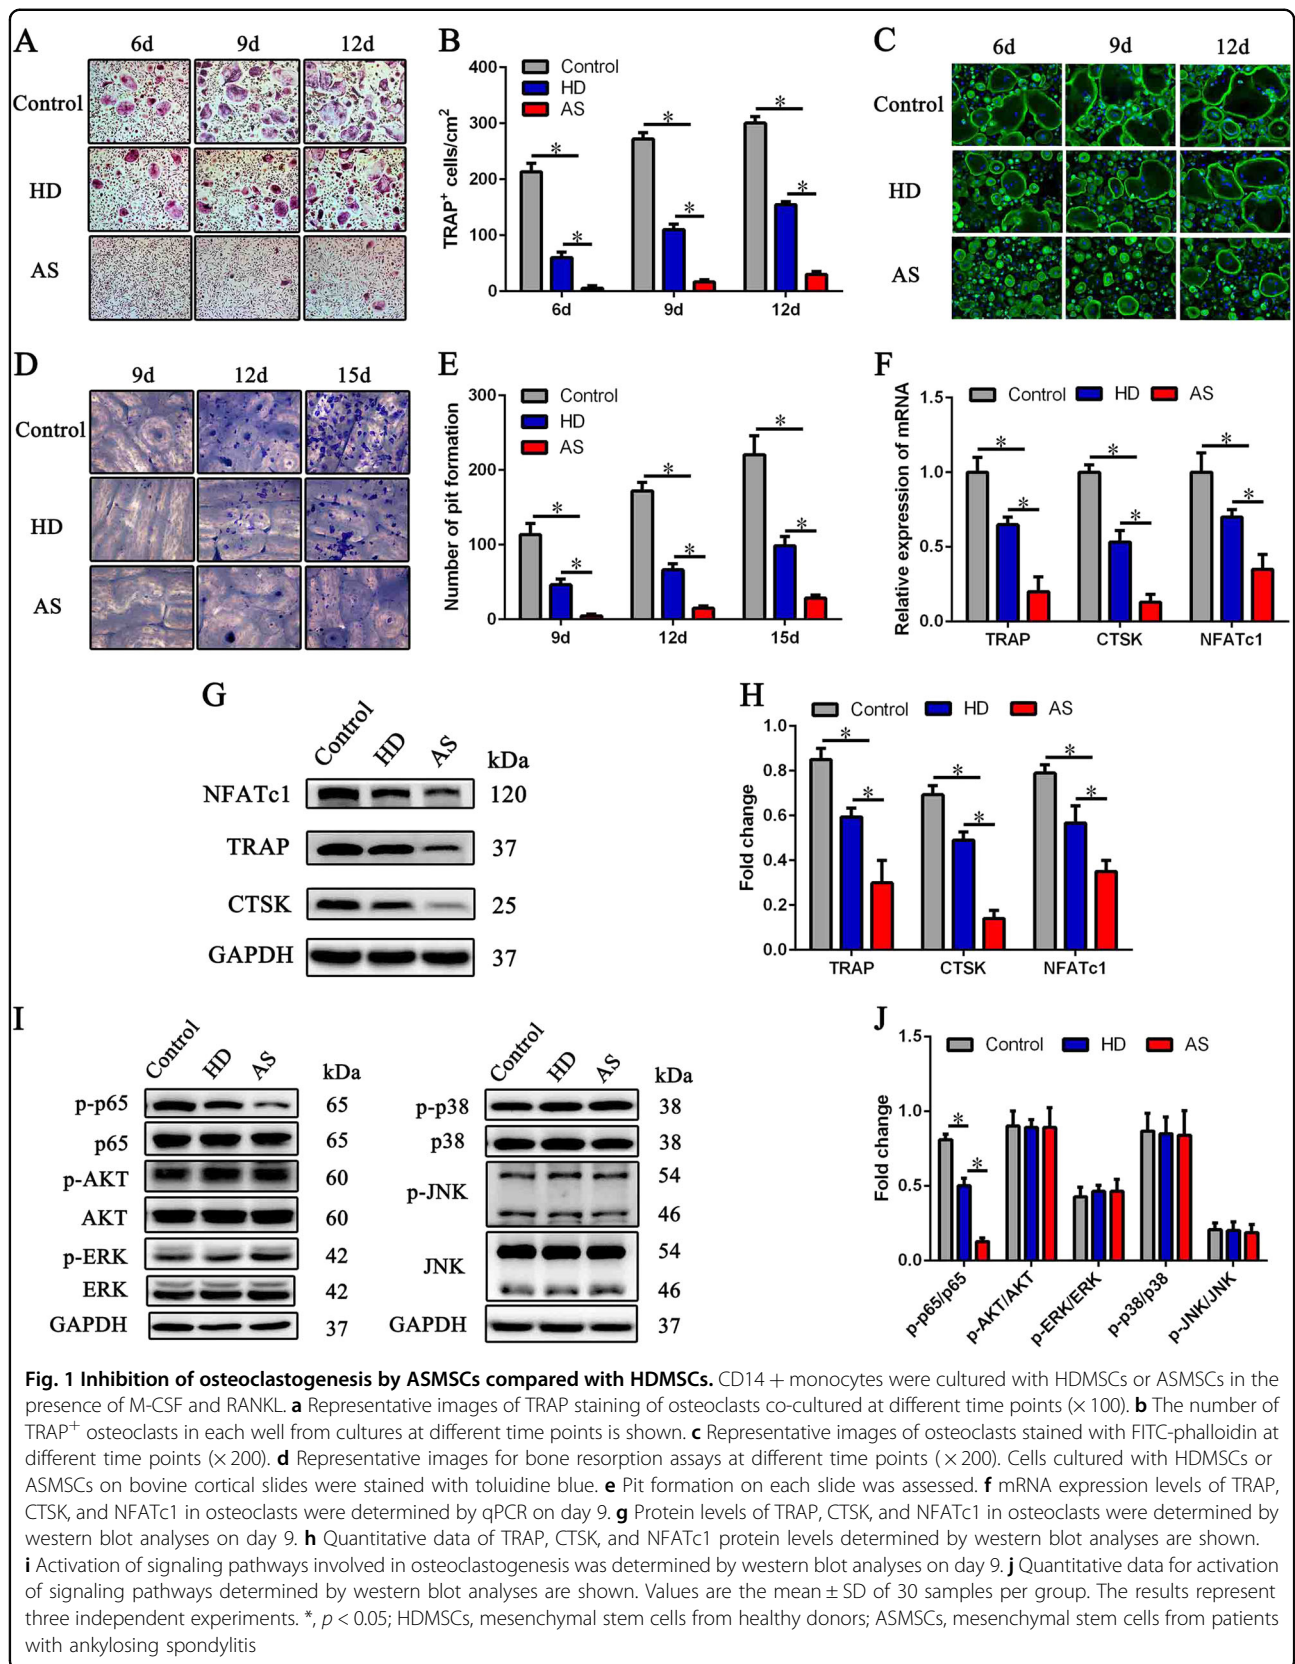 A
6d 9d 12d
Control
HD
AS
B
Control
HD
AS
TRAP+ cells/cm2
400
300
200
100
0
* * * * * *
6d 9d 12d
C
6d 9d 12d
Control
HD
AS
D
9d 12d 15d
Control
HD
AS
E
Control
HD
AS
Number of pit formation
300
200
100
0
* * * * * *
9d 12d 15d
F
Control HD AS
Relative expression of mRNA
1.5
1.0
0.5
0.0
* * * * * *
TRAP CTSK NFATc1
G
Control HD AS
kDa
NFATc1 120
TRAP 37
CTSK 25
GAPDH 37
H
Control HD AS
Fold change
1.0
0.8
0.6
0.4
0.2
0.0
* * * * * *
TRAP CTSK NFATc1
I
Control HD AS
kDa
p-p65 65
p65 65
p-AKT 60
AKT 60
p-ERK 42
ERK 42
GAPDH 37
Control HD AS
kDa
p-p38 38
p38 38
p-JNK 54
46
JNK 54
46
GAPDH 37
J
Control HD AS
Fold change
1.5
1.0
0.5
0.0
* *
p-p65/p65 p-AKT/AKT p-ERK/ERK p-p38/p38 p-JNK/JNK
Fig. 1 Inhibition of osteoclastogenesis by ASMSCs compared with HDMSCs. CD14 + monocytes were cultured with HDMSCs or ASMSCs in the
presence of M-CSF and RANKL. a Representative images of TRAP staining of osteoclasts co-cultured at different time points (× 100). b The number of
TRAP+ osteoclasts in each well from cultures at different time points is shown. c Representative images of osteoclasts stained with FITC-phalloidin at
different time points (× 200). d Representative images for bone resorption assays at different time points (× 200). Cells cultured with HDMSCs or
ASMSCs on bovine cortical slides were stained with toluidine blue. e Pit formation on each slide was assessed. f mRNA expression levels of TRAP,
CTSK, and NFATc1 in osteoclasts were determined by qPCR on day 9. g Protein levels of TRAP, CTSK, and NFATc1 in osteoclasts were determined by
western blot analyses on day 9. h Quantitative data of TRAP, CTSK, and NFATc1 protein levels determined by western blot analyses are shown.
i Activation of signaling pathways involved in osteoclastogenesis was determined by western blot analyses on day 9. j Quantitative data for activation
of signaling pathways determined by western blot analyses are shown. Values are the mean ± SD of 30 samples per group. The results represent
three independent experiments. *, p < 0.05; HDMSCs, mesenchymal stem cells from healthy donors; ASMSCs, mesenchymal stem cells from patients
with ankylosing spondylitis